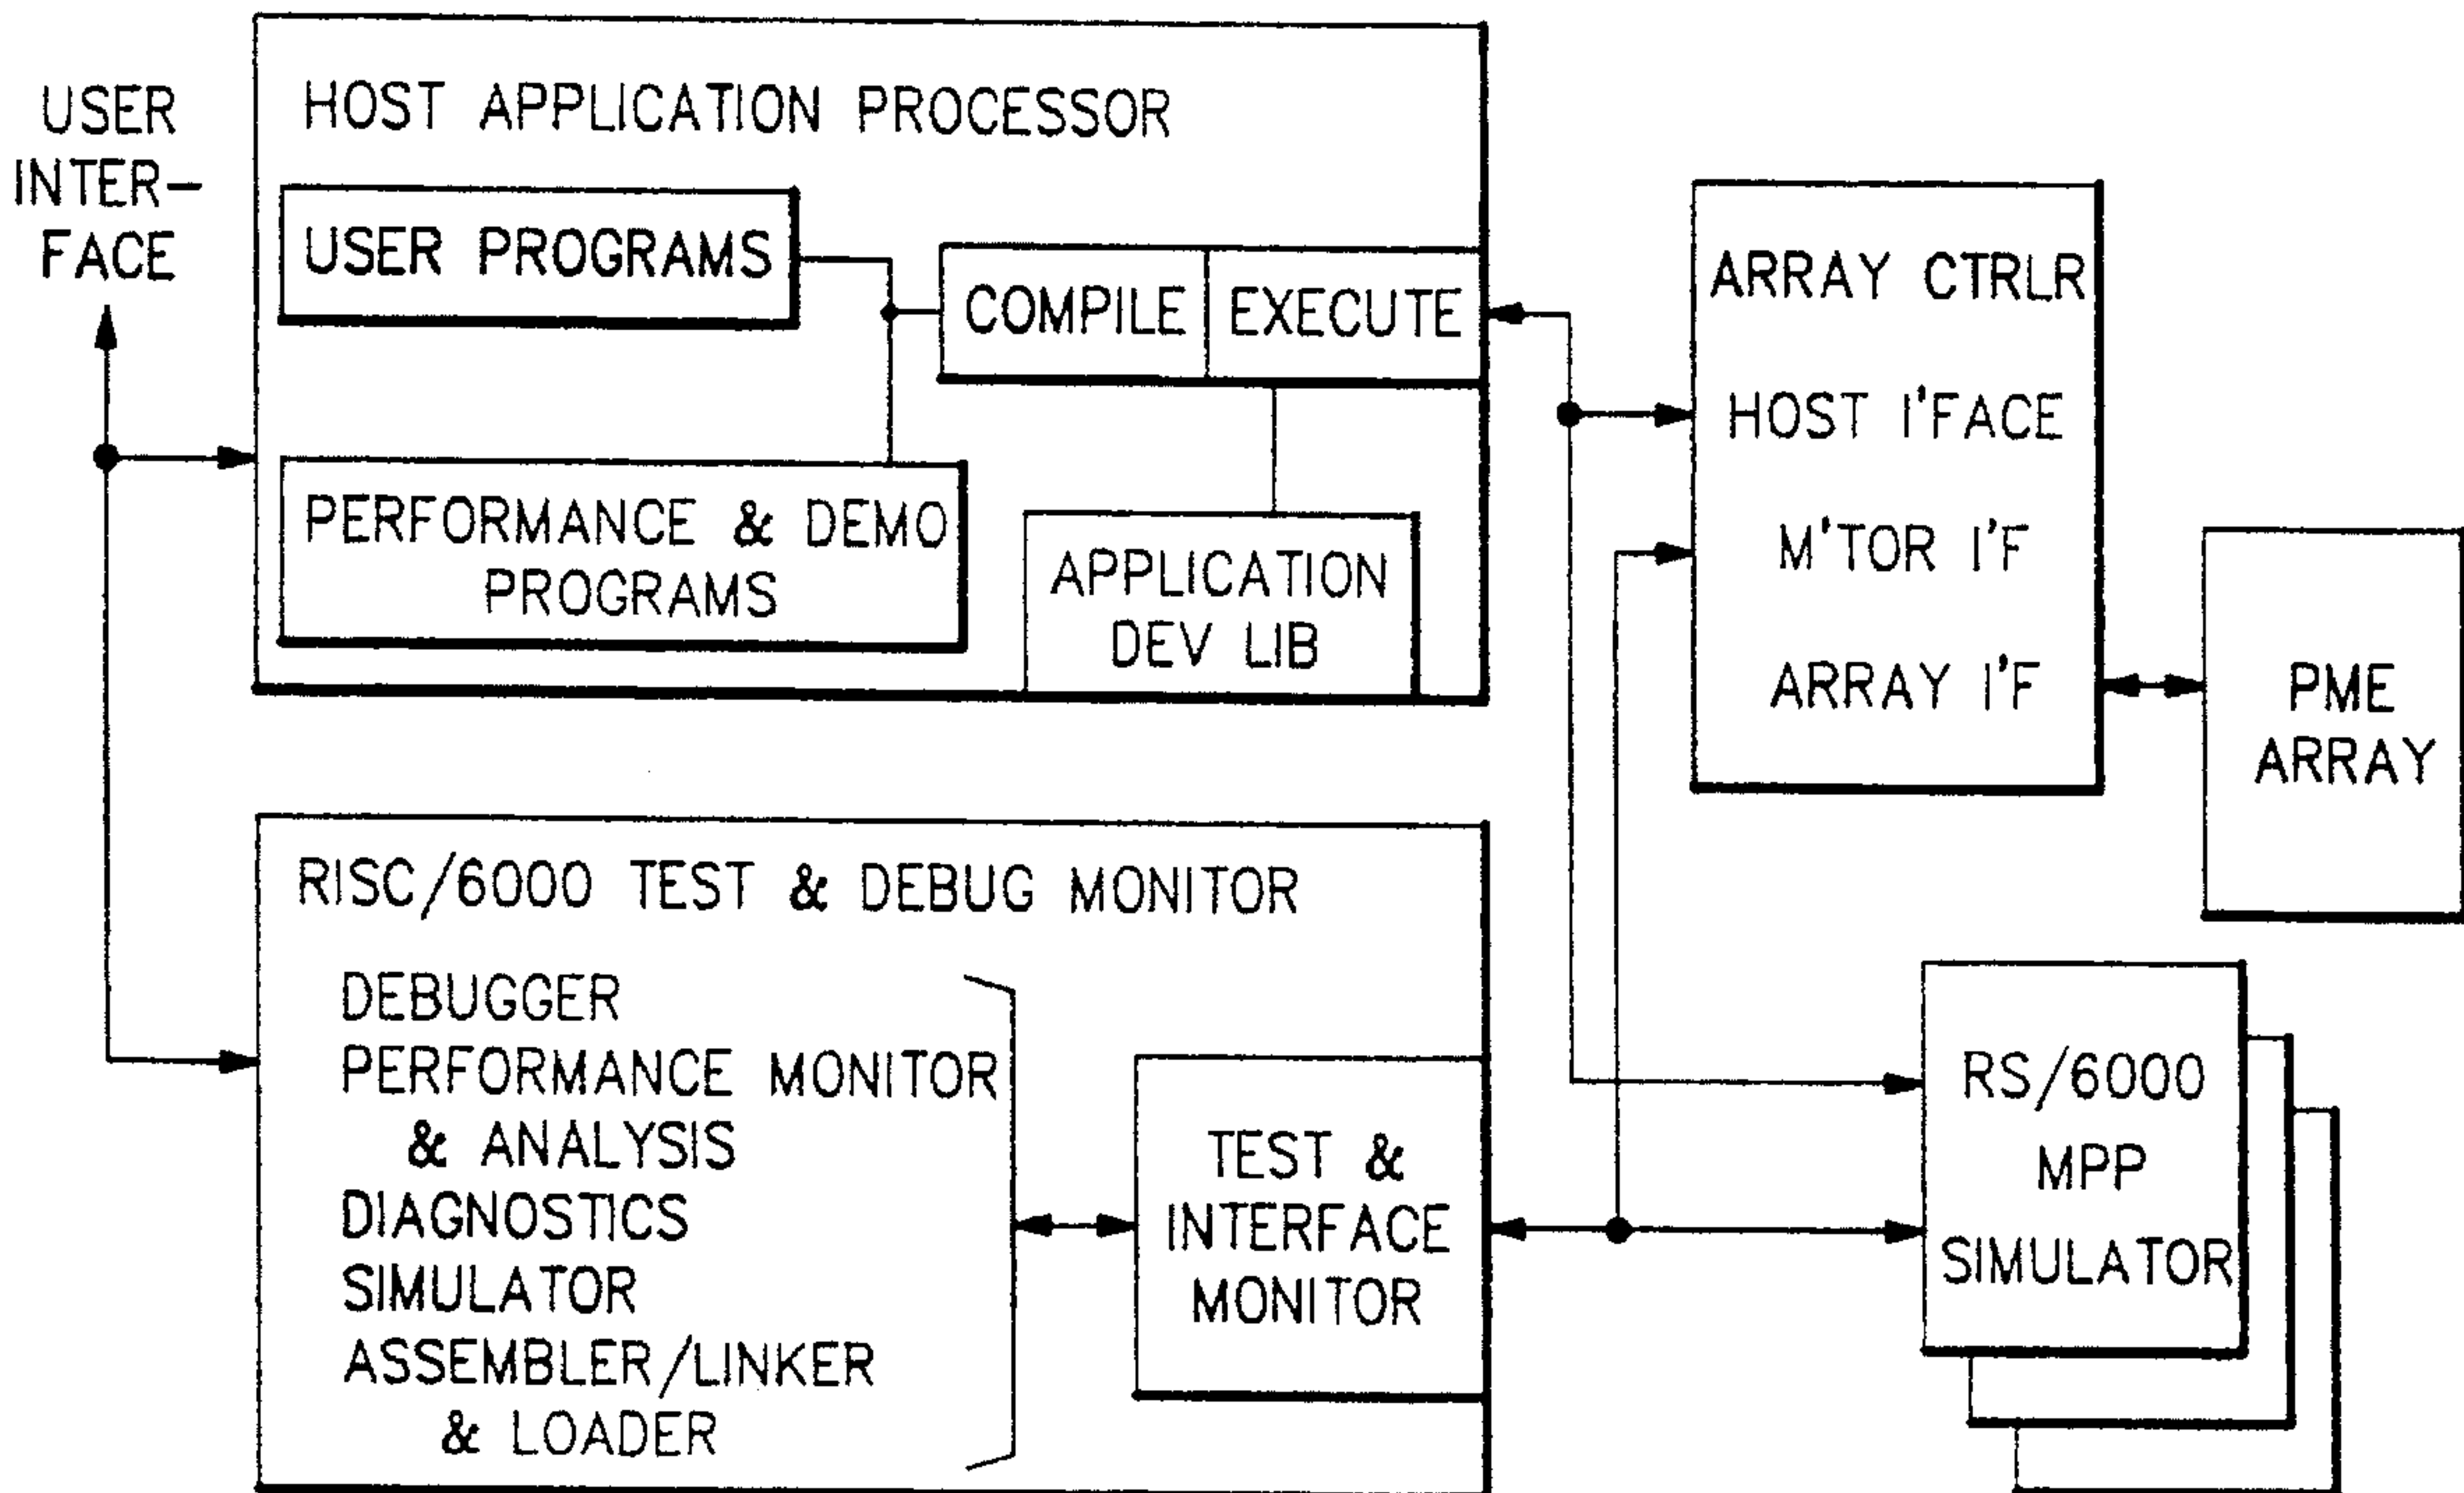 USER
INTER-
FACE
HOST APPLICATION PROCESSOR
USER PROGRAMS
COMPILE
EXECUTE
PERFORMANCE & DEMO
PROGRAMS
APPLICATION
DEV LIB
ARRAY CTRLR
HOST I'FACE
M'TOR I'F
ARRAY I'F
PME
ARRAY
RISC/6000 TEST & DEBUG MONITOR
DEBUGGER
PERFORMANCE MONITOR
& ANALYSIS
DIAGNOSTICS
SIMULATOR
ASSEMBLER/LINKER
& LOADER
TEST &
INTERFACE
MONITOR
RS/6000
MPP
SIMULATOR